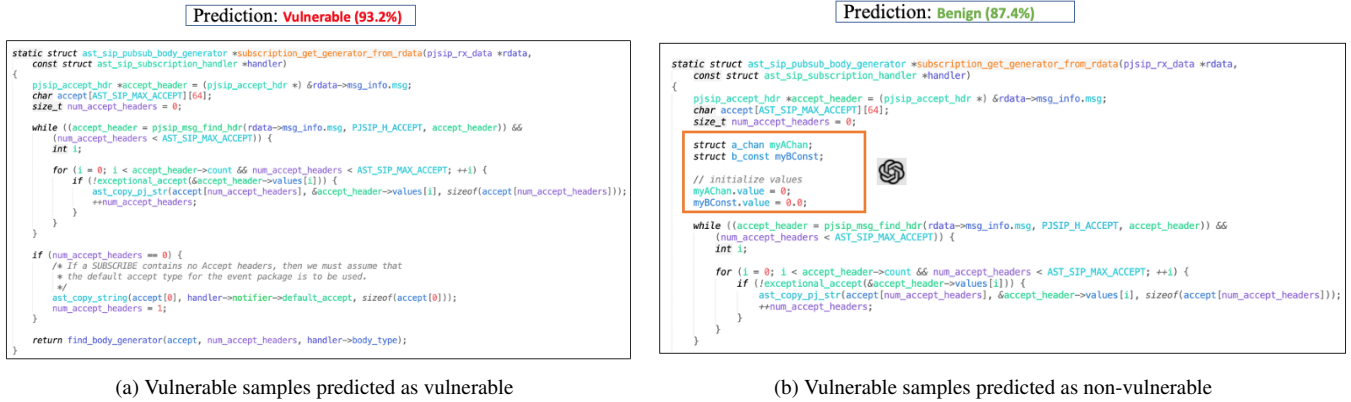 Prediction: Vulnerable (93.2%)
static struct ast_sip_pubsub_body_generator *subscription_get_generator_from_rdata(pjsip_rx_data *rdata,
const struct ast_sip_subscription_handler *handler)
{
pjsip_accept_hdr *accept_header = (pjsip_accept_hdr *) &rdata->msg_info.msg;
char accept[AST_SIP_MAX_ACCEPT][64];
size_t num_accept_headers = 0;
while ((accept_header = pjsip_msg_find_hdr(rdata->msg_info.msg, PJSIP_H_ACCEPT, accept_header)) &&
(num_accept_headers < AST_SIP_MAX_ACCEPT)) {
int i;
for (i = 0; i < accept_header->count && num_accept_headers < AST_SIP_MAX_ACCEPT; ++i) {
if (!exceptional_accept(&accept_header->values[i])) {
ast_copy_pj_str(accept[num_accept_headers], &accept_header->values[i], sizeof(accept[num_accept_headers]));
++num_accept_headers;
}
}
}
if (num_accept_headers == 0) {
/* If a SUBSCRIBE contains no Accept headers, then we must assume that
* the default accept type for the event package is to be used.
*/
ast_copy_string(accept[0], handler->notifier->default_accept, sizeof(accept[0]));
num_accept_headers = 1;
}
return find_body_generator(accept, num_accept_headers, handler->body_type);
}
(a) Vulnerable samples predicted as vulnerable
Prediction: Benign (87.4%)
static struct ast_sip_pubsub_body_generator *subscription_get_generator_from_rdata(pjsip_rx_data *rdata,
const struct ast_sip_subscription_handler *handler)
{
pjsip_accept_hdr *accept_header = (pjsip_accept_hdr *) &rdata->msg_info.msg;
char accept[AST_SIP_MAX_ACCEPT][64];
size_t num_accept_headers = 0;
struct a_chan myAChan;
struct b_const myBConst;
// initialize values
myAChan.value = 0;
myBConst.value = 0.0;
while ((accept_header = pjsip_msg_find_hdr(rdata->msg_info.msg, PJSIP_H_ACCEPT, accept_header)) &&
(num_accept_headers < AST_SIP_MAX_ACCEPT)) {
int i;
for (i = 0; i < accept_header->count && num_accept_headers < AST_SIP_MAX_ACCEPT; ++i) {
if (!exceptional_accept(&accept_header->values[i])) {
ast_copy_pj_str(accept[num_accept_headers], &accept_header->values[i], sizeof(accept[num_accept_headers]));
++num_accept_headers;
}
}
}
(b) Vulnerable samples predicted as non-vulnerable